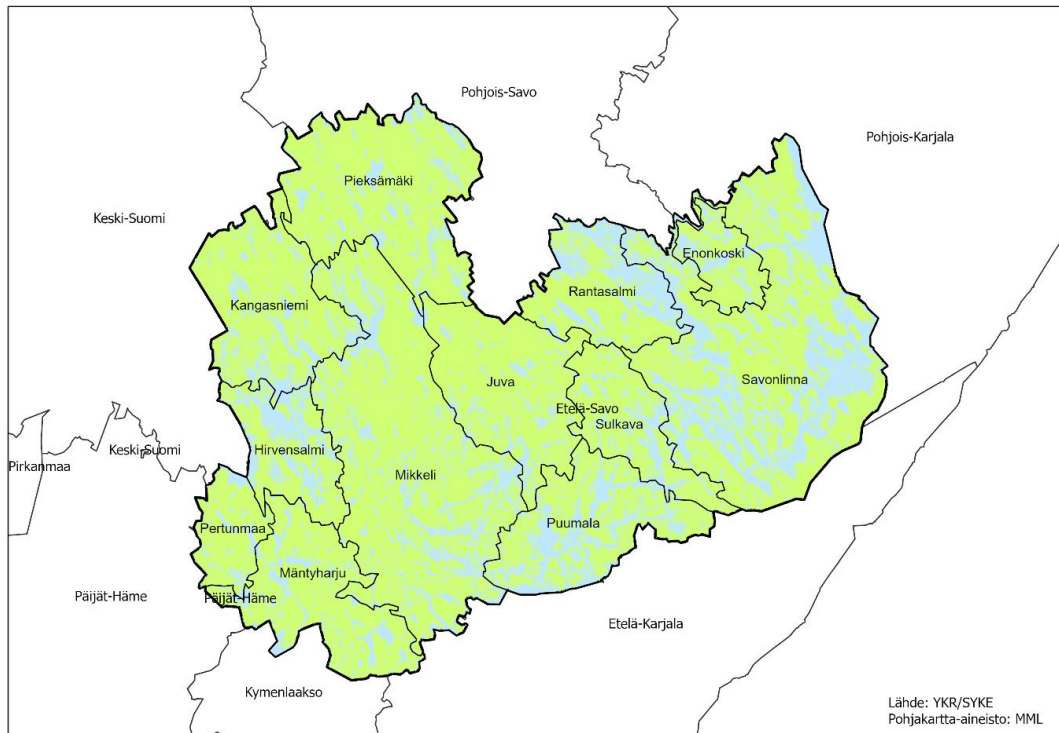 Pohjois-Savo
Pohjois-Karjala
Pieksämäki
Keski-Suomi
Enonkoski
Rantasalmi
Kangasniemi
Juva
Savonlinna
Etelä-Savo
Sulkava
Keski-Suomi
Hirvensalmi
Pirkanmaa
Mikkeli
Pertunmaa
Puumala
Mäntyharju
Päijät-Häme
Päijät-Häme
Etelä-Karjala
Kymenlaakso
Lähde: YKR/SYKE
Pohjakartta-aineisto: MML